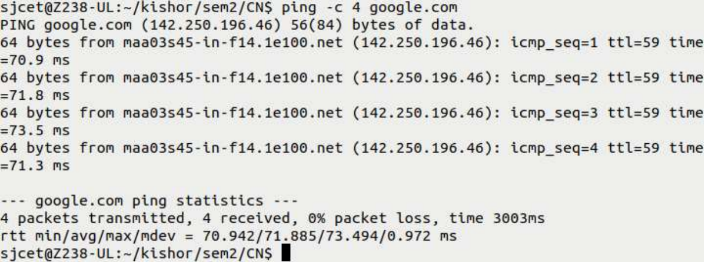 sjcet@Z238-UL:~/kishor/sem2/CN$ ping -c 4 google.com
PING google.com (142.250.196.46) 56(84) bytes of data.
64 bytes from maa03s45-in-f14.1e100.net (142.250.196.46): icmp_seq=1 ttl=59 time
=70.9 ms
64 bytes from maa03s45-in-f14.1e100.net (142.250.196.46): icmp_seq=2 ttl=59 time
=71.8 ms
64 bytes from maa03s45-in-f14.1e100.net (142.250.196.46): icmp_seq=3 ttl=59 time
=73.5 ms
64 bytes from maa03s45-in-f14.1e100.net (142.250.196.46): icmp_seq=4 ttl=59 time
=71.3 ms
--- google.com ping statistics ---
4 packets transmitted, 4 received, 0% packet loss, time 3003ms
rtt min/avg/max/mdev = 70.942/71.885/73.494/0.972 ms
sjcet@Z238-UL:~/kishor/sem2/CN$